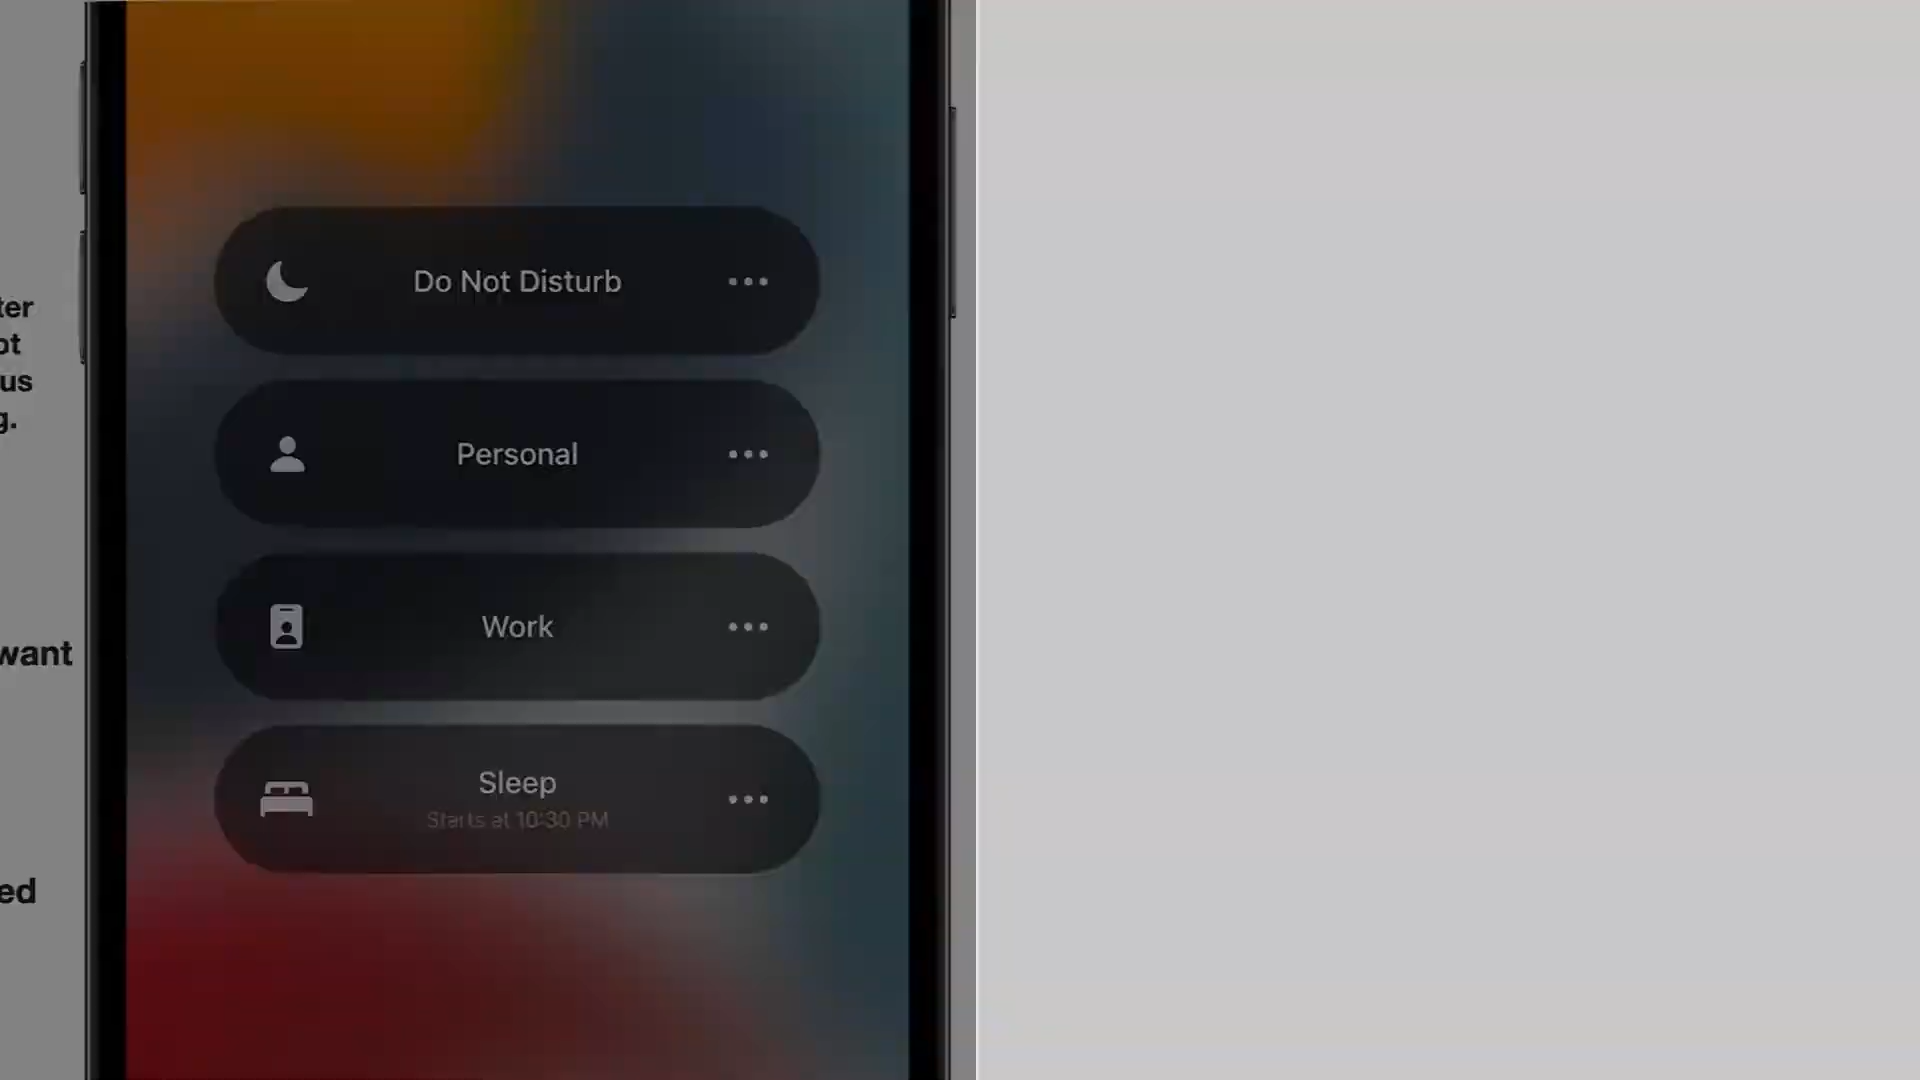 ter
ot
us
g.
want
ed
Do Not Disturb
Personal
Work
Sleep
Starts at 10:30 PM